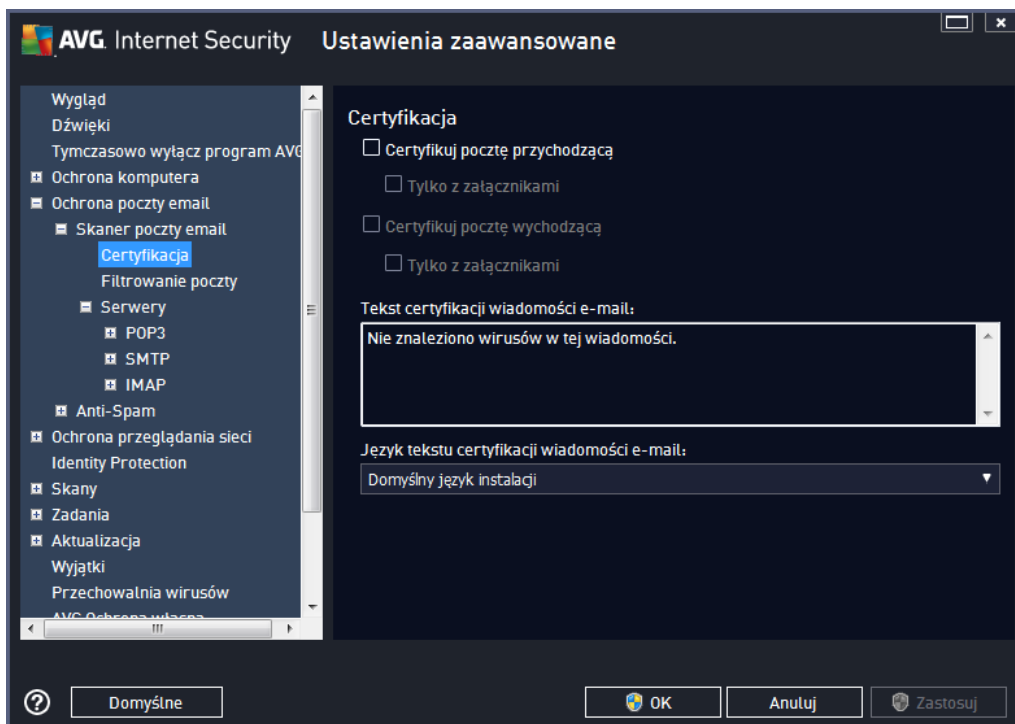 AVG. Internet Security Ustawienia zaawansowane
Wygląd
Dźwięki
Tymczasowo wyłącz program AVG
Ochrona komputera
Ochrona poczty email
Skaner poczty email
Certyfikacja
Filtrowanie poczty
Serwery
POP3
SMTP
IMAP
Anti-Spam
Ochrona przeglądania sieci
Identity Protection
Skany
Zadania
Aktualizacja
Wyjątki
Przechowalnia wirusów
AVG Ochrona własna
Certyfikacja
Certyfikuj pocztę przychodzącą
Tylko z załącznikami
Certyfikuj pocztę wychodzącą
Tylko z załącznikami
Tekst certyfikacji wiadomości e-mail:
Nie znaleziono wirusów w tej wiadomości.
Język tekstu certyfikacji wiadomości e-mail:
Domyślny język instalacji
Domyślne
OK
Anuluj
Zastosuj